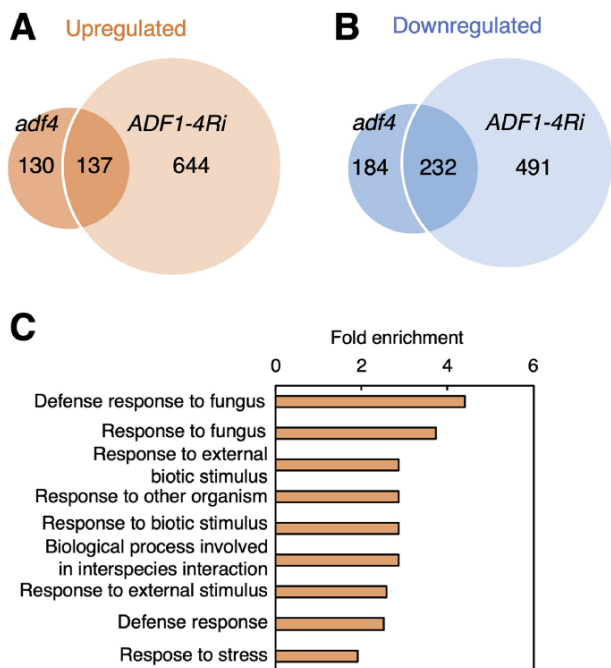 A Upregulated
adf4 ADF1-4Ri
130 137 644
B Downregulated
adf4 ADF1-4Ri
184 232 491
C
Fold enrichment
0 2 4 6
Defense response to fungus
Response to fungus
Response to external
biotic stimulus
Response to other organism
Response to biotic stimulus
Biological process involved
in interspecies interaction
Response to external stimulus
Defense response
Respose to stress